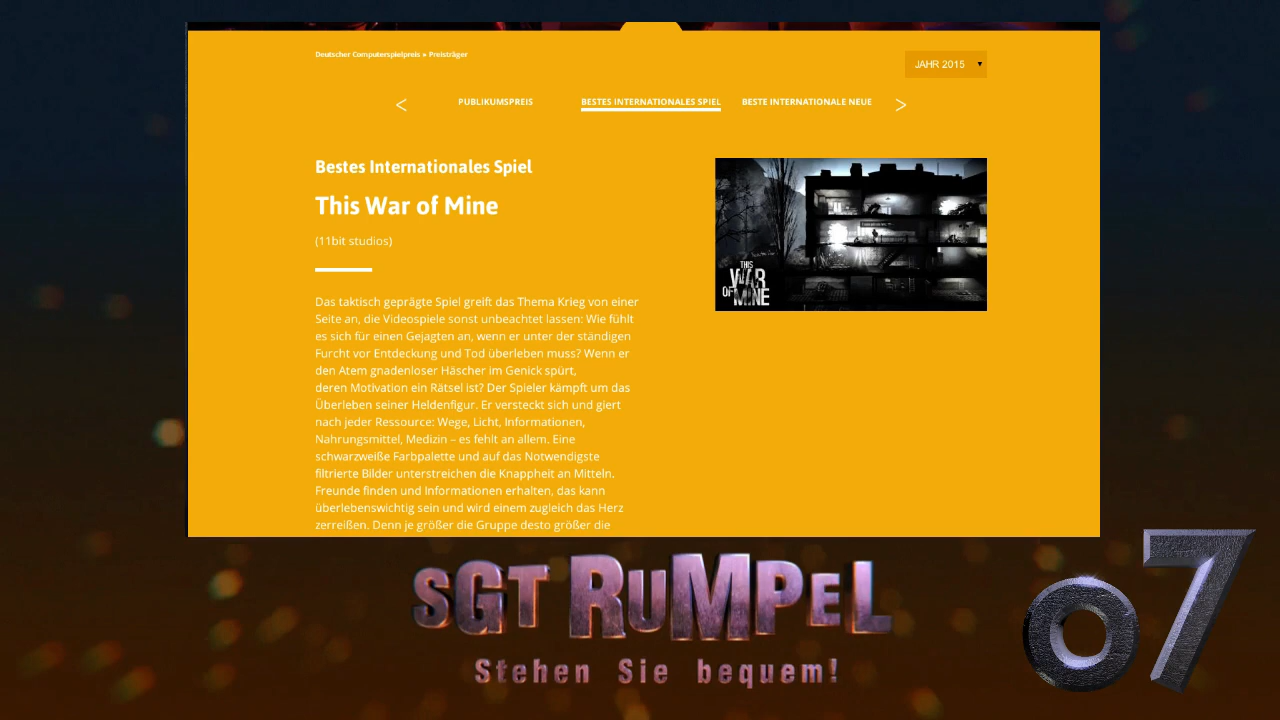 Deutscher Computerspielpreis » Preisträger
JAHR 2015
< PUBLIKUMSPREIS BESTES INTERNATIONALES SPIEL BESTE INTERNATIONALE NEUE >
Bestes Internationales Spiel
This War of Mine
(11bit studios)
Das taktisch geprägte Spiel greift das Thema Krieg von einer
Seite an, die Videospiele sonst unbeachtet lassen: Wie fühlt
es sich für einen Gejagten an, wenn er unter der ständigen
Furcht vor Entdeckung und Tod überleben muss? Wenn er
den Atem gnadenloser Häscher im Genick spürt,
deren Motivation ein Rätsel ist? Der Spieler kämpft um das
Überleben seiner Heldenfigur. Er versteckt sich und giert
nach jeder Ressource: Wege, Licht, Informationen,
Nahrungsmittel, Medizin – es fehlt an allem. Eine
schwarzweiße Farbpalette und auf das Notwendigste
filtrierte Bilder unterstreichen die Knappheit an Mitteln.
Freunde finden und Informationen erhalten, das kann
überlebenswichtig sein und wird einem zugleich das Herz
zerreißen. Denn je größer die Gruppe desto größer die
THIS
WAR
OF MINE
SGT RuMPeL
Stehen Sie bequem!
o7